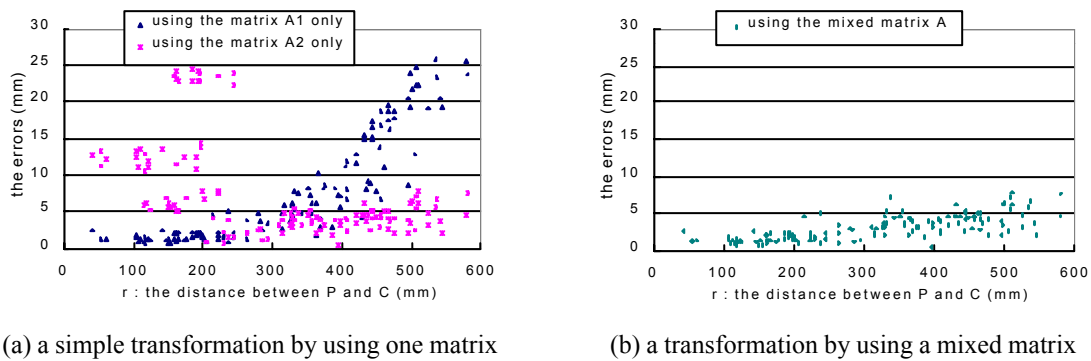 using the matrix A1 only
using the matrix A2 only
30
25
20
15
10
5
0
the errors (mm)
0 100 200 300 400 500 600
r : the distance between P and C (mm)
(a) a simple transformation by using one matrix
using the mixed matrix A
30
25
20
15
10
5
0
the errors (mm)
0 100 200 300 400 500 600
r : the distance between P and C (mm)
(b) a transformation by using a mixed matrix